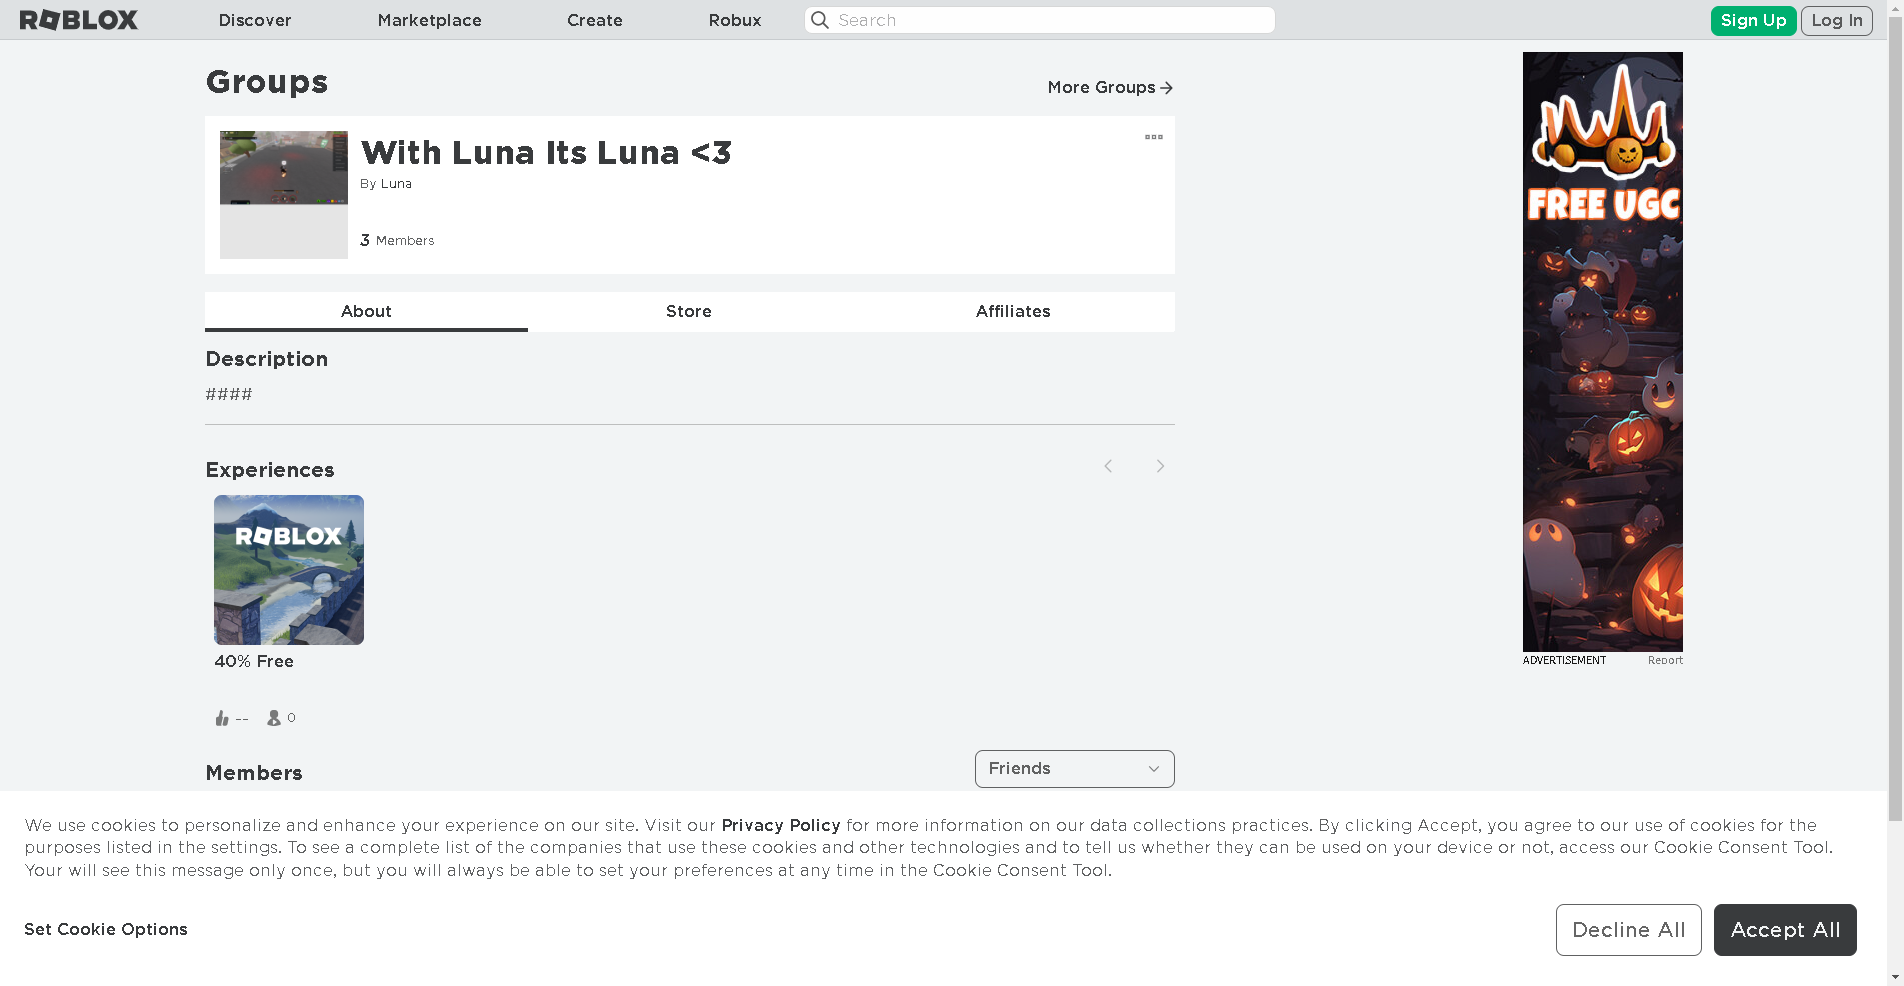 ROBLOX
Discover
Marketplace
Create
Robux
Search
Sign Up
Log In
Groups
More Groups
With Luna Its Luna <3
By Luna
3 Members
About
Store
Affiliates
Description
####
Experiences
ROBLOX
40% Free
--
0
Members
Friends
FREE UGC
ADVERTISEMENT
Report
We use cookies to personalize and enhance your experience on our site. Visit our Privacy Policy for more information on our data collections practices. By clicking Accept, you agree to our use of cookies for the
purposes listed in the settings. To see a complete list of the companies that use these cookies and other technologies and to tell us whether they can be used on your device or not, access our Cookie Consent Tool.
Your will see this message only once, but you will always be able to set your preferences at any time in the Cookie Consent Tool.
Set Cookie Options
Decline All
Accept All